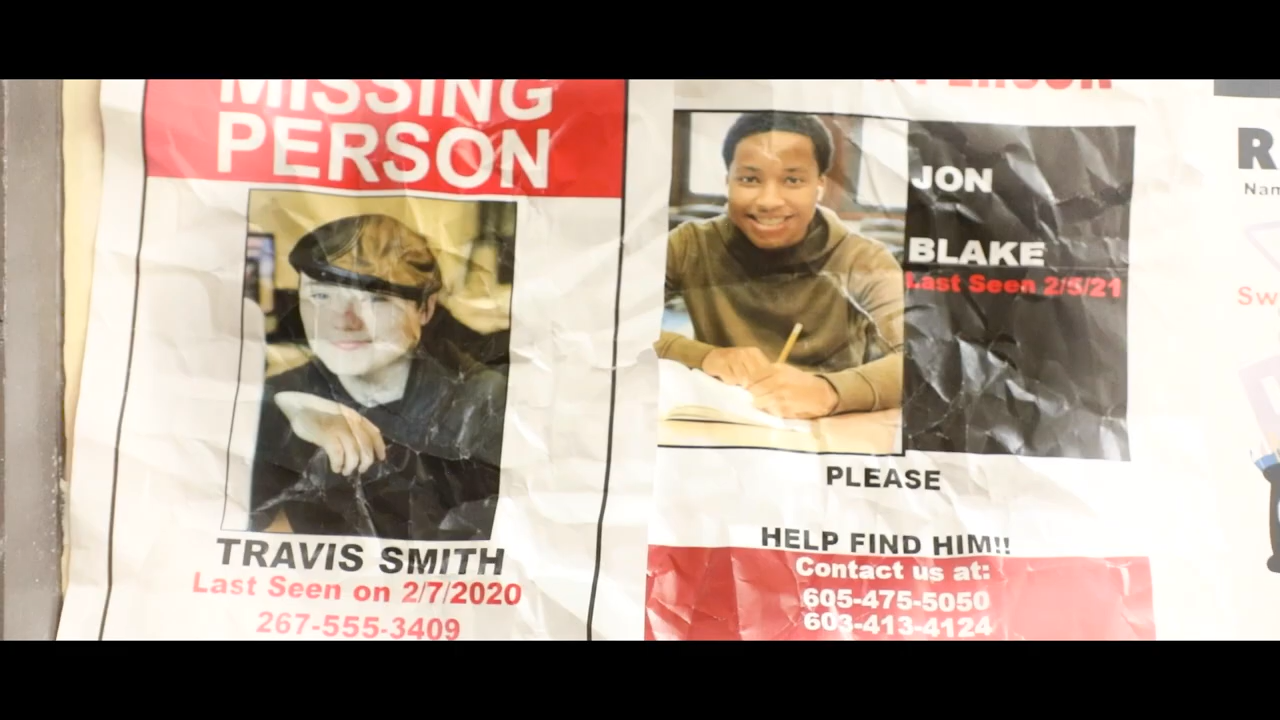 MISSING
PERSON
TRAVIS SMITH
Last Seen on 2/7/2020
267-555-3409
PERSON
JON
BLAKE
Last Seen 2/5/21
PLEASE
HELP FIND HIM!!
Contact us at:
605-475-5050
603-413-4124